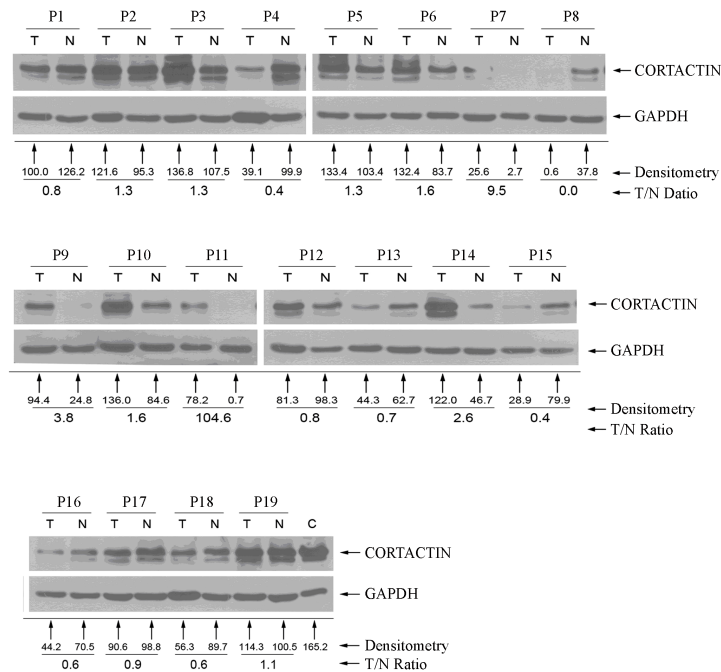 P1 P2 P3 P4 P5 P6 P7 P8
T N T N T N T N T N T N T N T N
CORTACTIN
GAPDH
100.0 126.2 121.6 95.3 136.8 107.5 39.1 99.9 133.4 103.4 132.4 83.7 25.6 2.7 0.6 37.8 Densitometry
0.8 1.3 1.3 0.4 1.3 1.6 9.5 0.0 T/N Datio
P9 P10 P11 P12 P13 P14 P15
T N T N T N T N T N T N T N
CORTACTIN
GAPDH
94.4 24.8 136.0 84.6 78.2 0.7 81.3 98.3 44.3 62.7 122.0 46.7 28.9 79.9 Densitometry
3.8 1.6 104.6 0.8 0.7 2.6 0.4
T/N Ratio
P16 P17 P18 P19
T N T N T N T N C
CORTACTIN
GAPDH
44.2 70.5 90.6 98.8 56.3 89.7 114.3 100.5 165.2 Densitometry
0.6 0.9 0.6 1.1 T/N Ratio